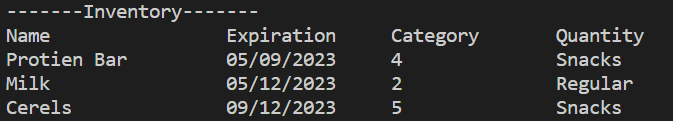 -------Inventory-------
Name Expiration Category Quantity
Protien Bar 05/09/2023 4 Snacks
Milk 05/12/2023 2 Regular
Cerels 09/12/2023 5 Snacks